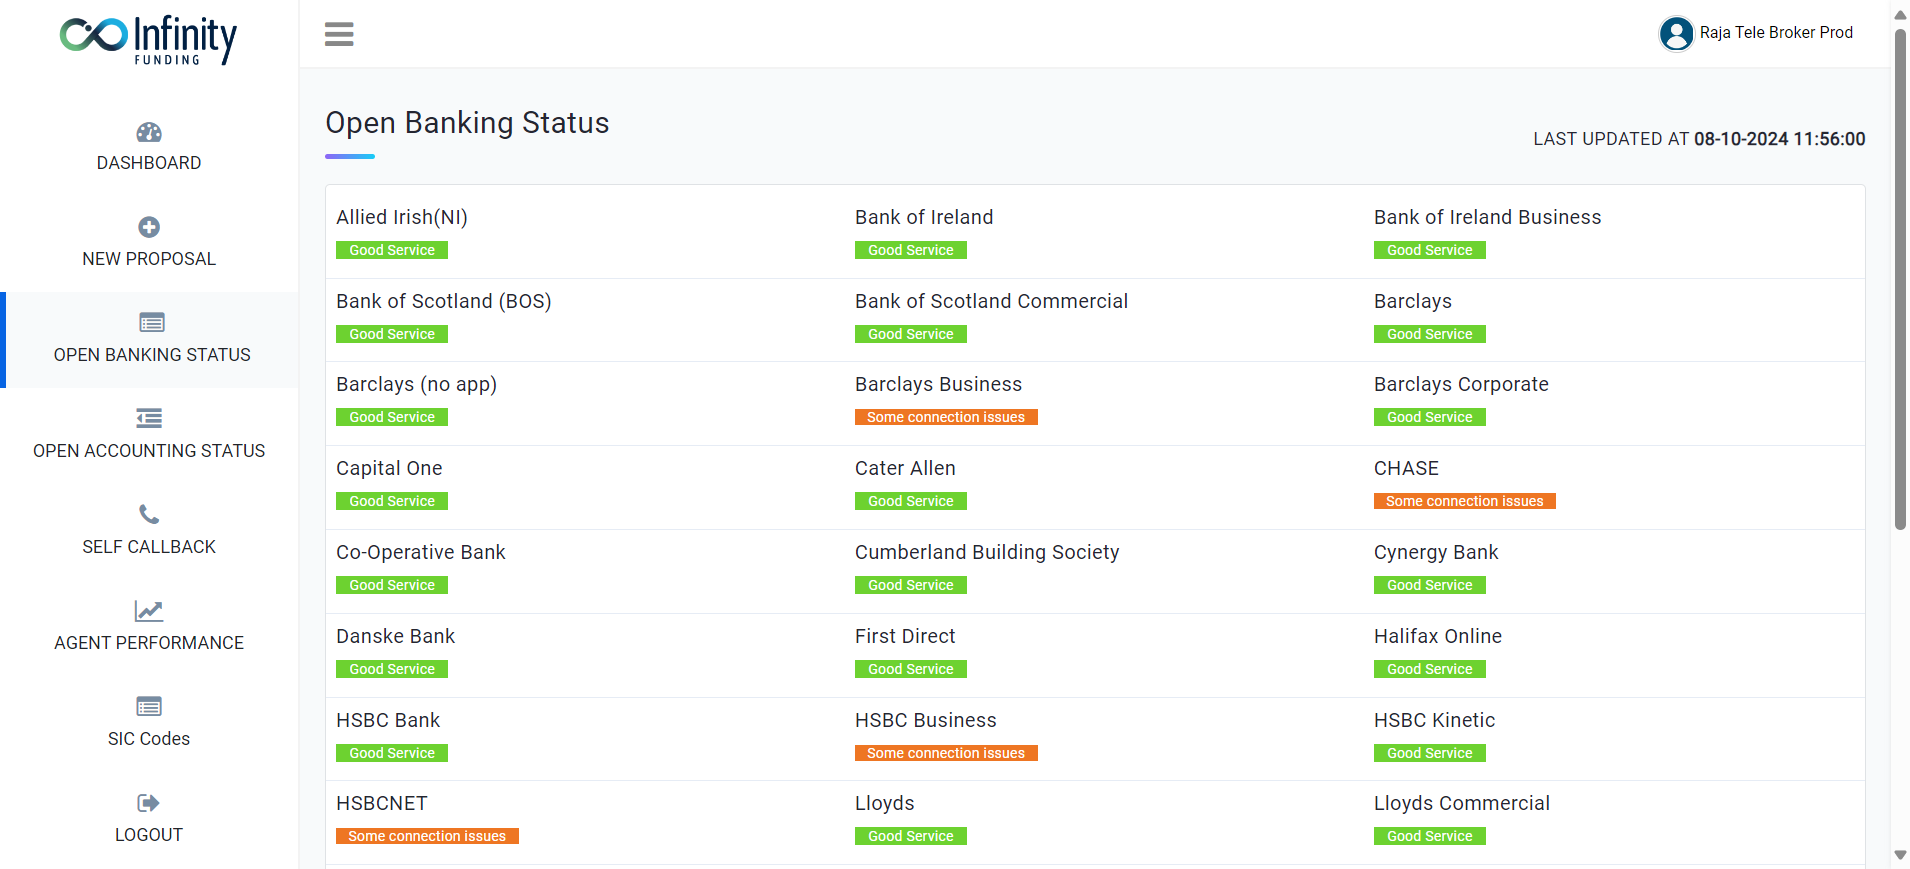 Infinity
FUNDING
Raja Tele Broker Prod
DASHBOARD
NEW PROPOSAL
OPEN BANKING STATUS
OPEN ACCOUNTING STATUS
SELF CALLBACK
AGENT PERFORMANCE
SIC Codes
LOGOUT
Open Banking Status
LAST UPDATED AT 08-10-2024 11:56:00
Allied Irish(NI)
Good Service
Bank of Ireland
Good Service
Bank of Ireland Business
Good Service
Bank of Scotland (BOS)
Good Service
Bank of Scotland Commercial
Good Service
Barclays
Good Service
Barclays (no app)
Good Service
Barclays Business
Some connection issues
Barclays Corporate
Good Service
Capital One
Good Service
Cater Allen
Good Service
CHASE
Some connection issues
Co-Operative Bank
Good Service
Cumberland Building Society
Good Service
Cynergy Bank
Good Service
Danske Bank
Good Service
First Direct
Good Service
Halifax Online
Good Service
HSBC Bank
Good Service
HSBC Business
Some connection issues
HSBC Kinetic
Good Service
HSBCNET
Some connection issues
Lloyds
Good Service
Lloyds Commercial
Good Service